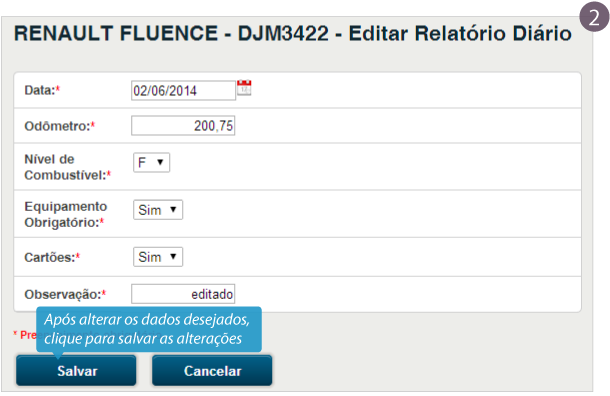 2
RENAULT FLUENCE - DJM3422 - Editar Relatório Diário
Data:* 02/06/2014
Odômetro:* 200,75
Nível de
Combustível:* F
Equipamento
Obrigatório:* Sim
Cartões:* Sim
Observação:* editado
Após alterar os dados desejados,
clique para salvar as alterações
* Pre
Salvar Cancelar